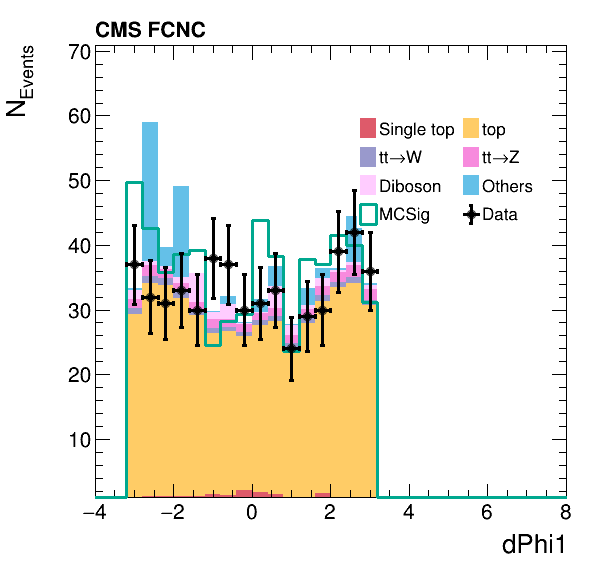 CMS FCNC
N_Events
70
60
50
40
30
20
10
Single top
top
tt→W
tt→Z
Diboson
Others
MCSig
Data
−4 −2 0 2 4 6 8
dPhi1